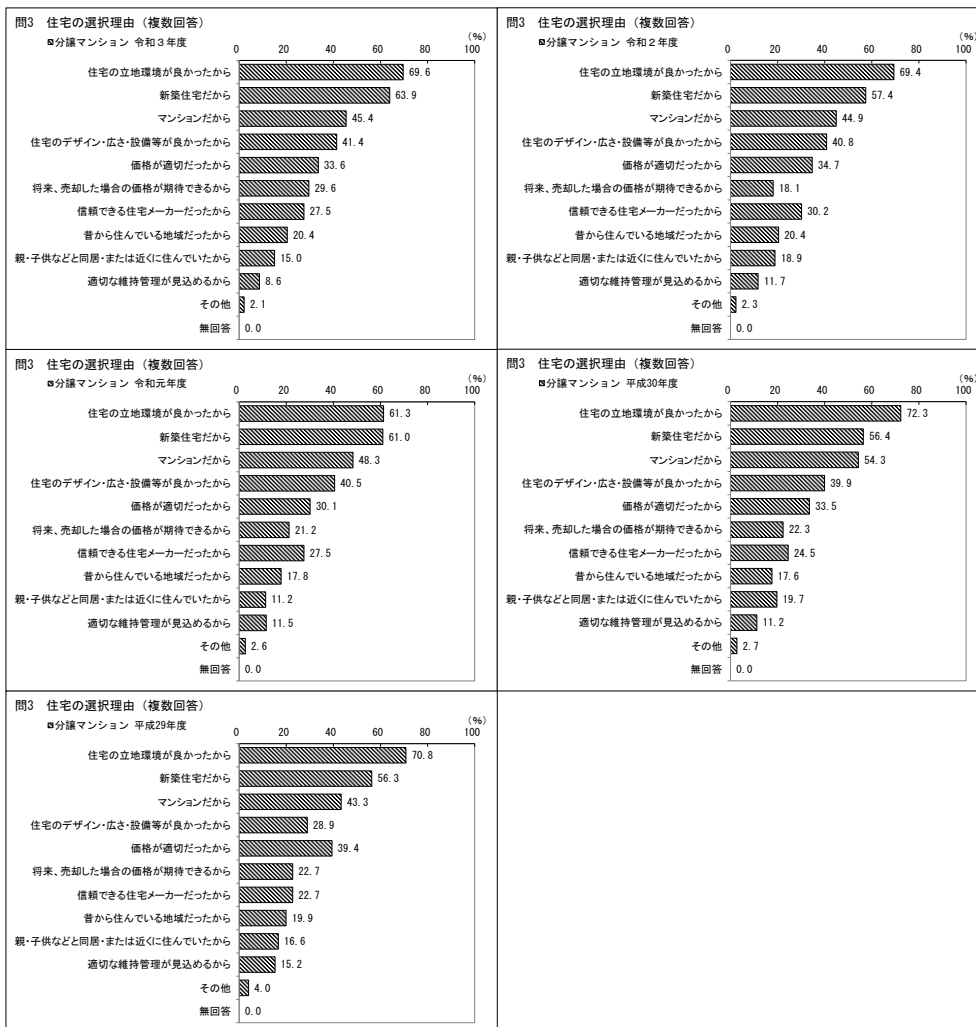 問3 住宅の選択理由（複数回答）
分譲マンション 令和３年度
(%)
0 20 40 60 80 100
住宅の立地環境が良かったから 69.6
新築住宅だから 63.9
マンションだから 45.4
住宅のデザイン・広さ・設備等が良かったから 41.4
価格が適切だったから 33.6
将来、売却した場合の価格が期待できるから 29.6
信頼できる住宅メーカーだったから 27.5
昔から住んでいる地域だったから 20.4
親・子供などと同居・または近くに住んでいたから 15.0
適切な維持管理が見込めるから 8.6
その他 2.1
無回答 0.0
問3 住宅の選択理由（複数回答）
分譲マンション 令和２年度
(%)
0 20 40 60 80 100
住宅の立地環境が良かったから 69.4
新築住宅だから 57.4
マンションだから 44.9
住宅のデザイン・広さ・設備等が良かったから 40.8
価格が適切だったから 34.7
将来、売却した場合の価格が期待できるから 18.1
信頼できる住宅メーカーだったから 30.2
昔から住んでいる地域だったから 20.4
親・子供などと同居・または近くに住んでいたから 18.9
適切な維持管理が見込めるから 11.7
その他 2.3
無回答 0.0
問3 住宅の選択理由（複数回答）
分譲マンション 令和元年度
(%)
0 20 40 60 80 100
住宅の立地環境が良かったから 61.3
新築住宅だから 61.0
マンションだから 48.3
住宅のデザイン・広さ・設備等が良かったから 40.5
価格が適切だったから 30.1
将来、売却した場合の価格が期待できるから 21.2
信頼できる住宅メーカーだったから 27.5
昔から住んでいる地域だったから 17.8
親・子供などと同居・または近くに住んでいたから 11.2
適切な維持管理が見込めるから 11.5
その他 2.6
無回答 0.0
問3 住宅の選択理由（複数回答）
分譲マンション 平成30年度
(%)
0 20 40 60 80 100
住宅の立地環境が良かったから 72.3
新築住宅だから 56.4
マンションだから 54.3
住宅のデザイン・広さ・設備等が良かったから 39.9
価格が適切だったから 33.5
将来、売却した場合の価格が期待できるから 22.3
信頼できる住宅メーカーだったから 24.5
昔から住んでいる地域だったから 17.6
親・子供などと同居・または近くに住んでいたから 19.7
適切な維持管理が見込めるから 11.2
その他 2.7
無回答 0.0
問3 住宅の選択理由（複数回答）
分譲マンション 平成29年度
(%)
0 20 40 60 80 100
住宅の立地環境が良かったから 70.8
新築住宅だから 56.3
マンションだから 43.3
住宅のデザイン・広さ・設備等が良かったから 28.9
価格が適切だったから 39.4
将来、売却した場合の価格が期待できるから 22.7
信頼できる住宅メーカーだったから 22.7
昔から住んでいる地域だったから 19.9
親・子供などと同居・または近くに住んでいたから 16.6
適切な維持管理が見込めるから 15.2
その他 4.0
無回答 0.0